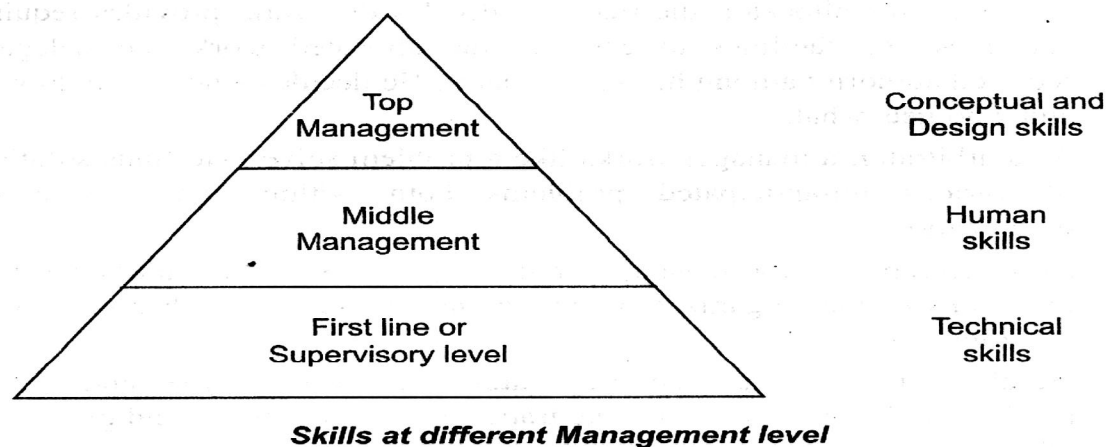 Top
Management
Conceptual and
Design skills
Middle
Management
Human
skills
First line or
Supervisory level
Technical
skills
Skills at different Management level